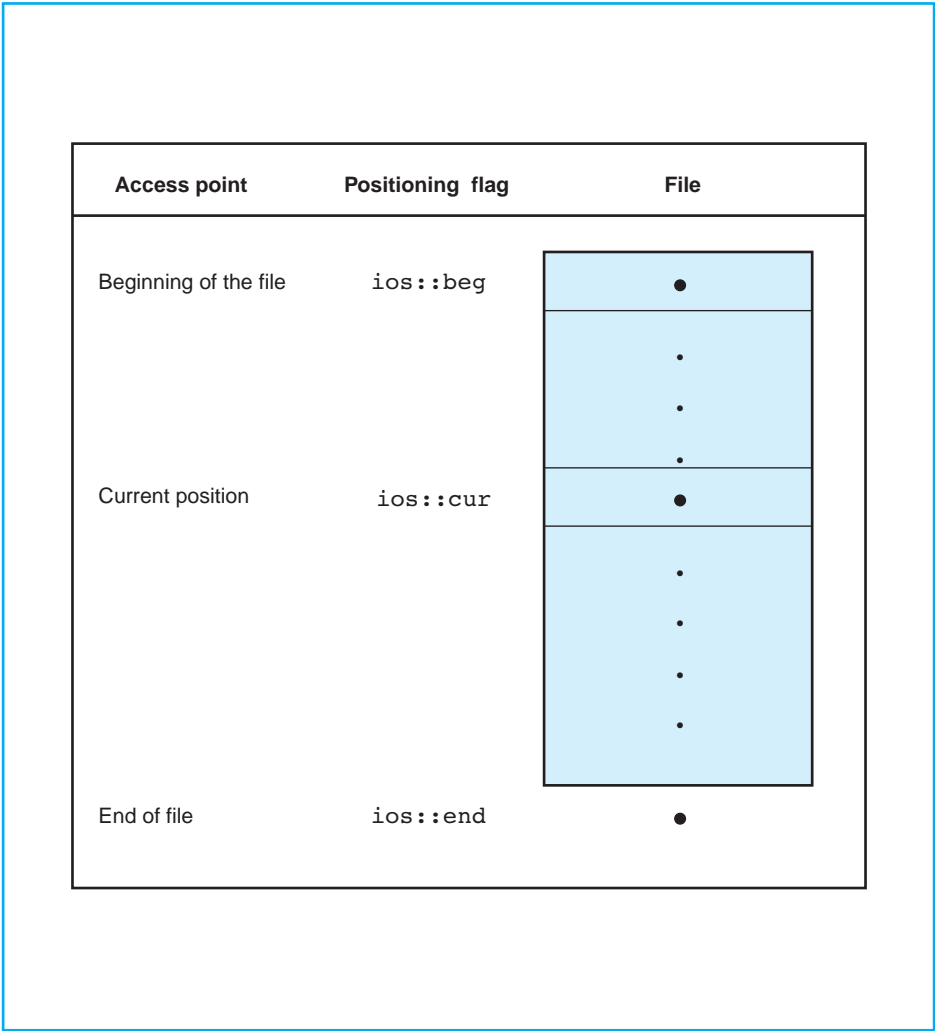 Access point Positioning flag File
Beginning of the file ios::beg
Current position ios::cur
End of file ios::end